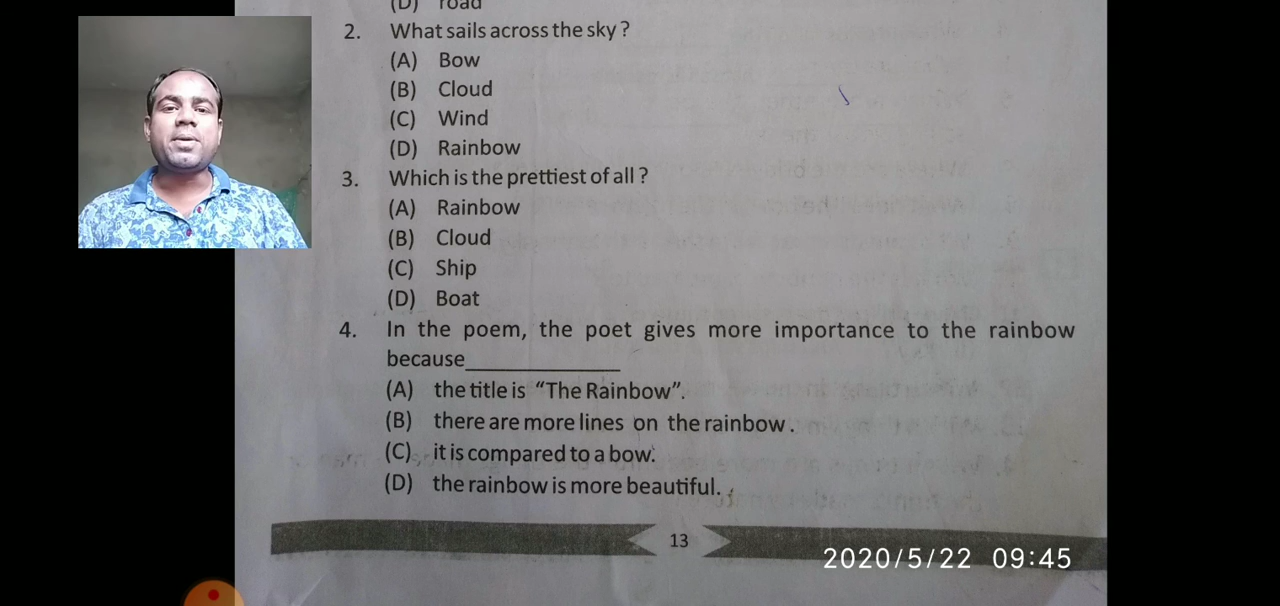 (D) road
2. What sails across the sky ?
(A) Bow
(B) Cloud
(C) Wind
(D) Rainbow
3. Which is the prettiest of all ?
(A) Rainbow
(B) Cloud
(C) Ship
(D) Boat
4. In the poem, the poet gives more importance to the rainbow
because____________
(A) the title is “The Rainbow”.
(B) there are more lines on the rainbow .
(C) it is compared to a bow.
(D) the rainbow is more beautiful.
13
2020/5/22 09:45